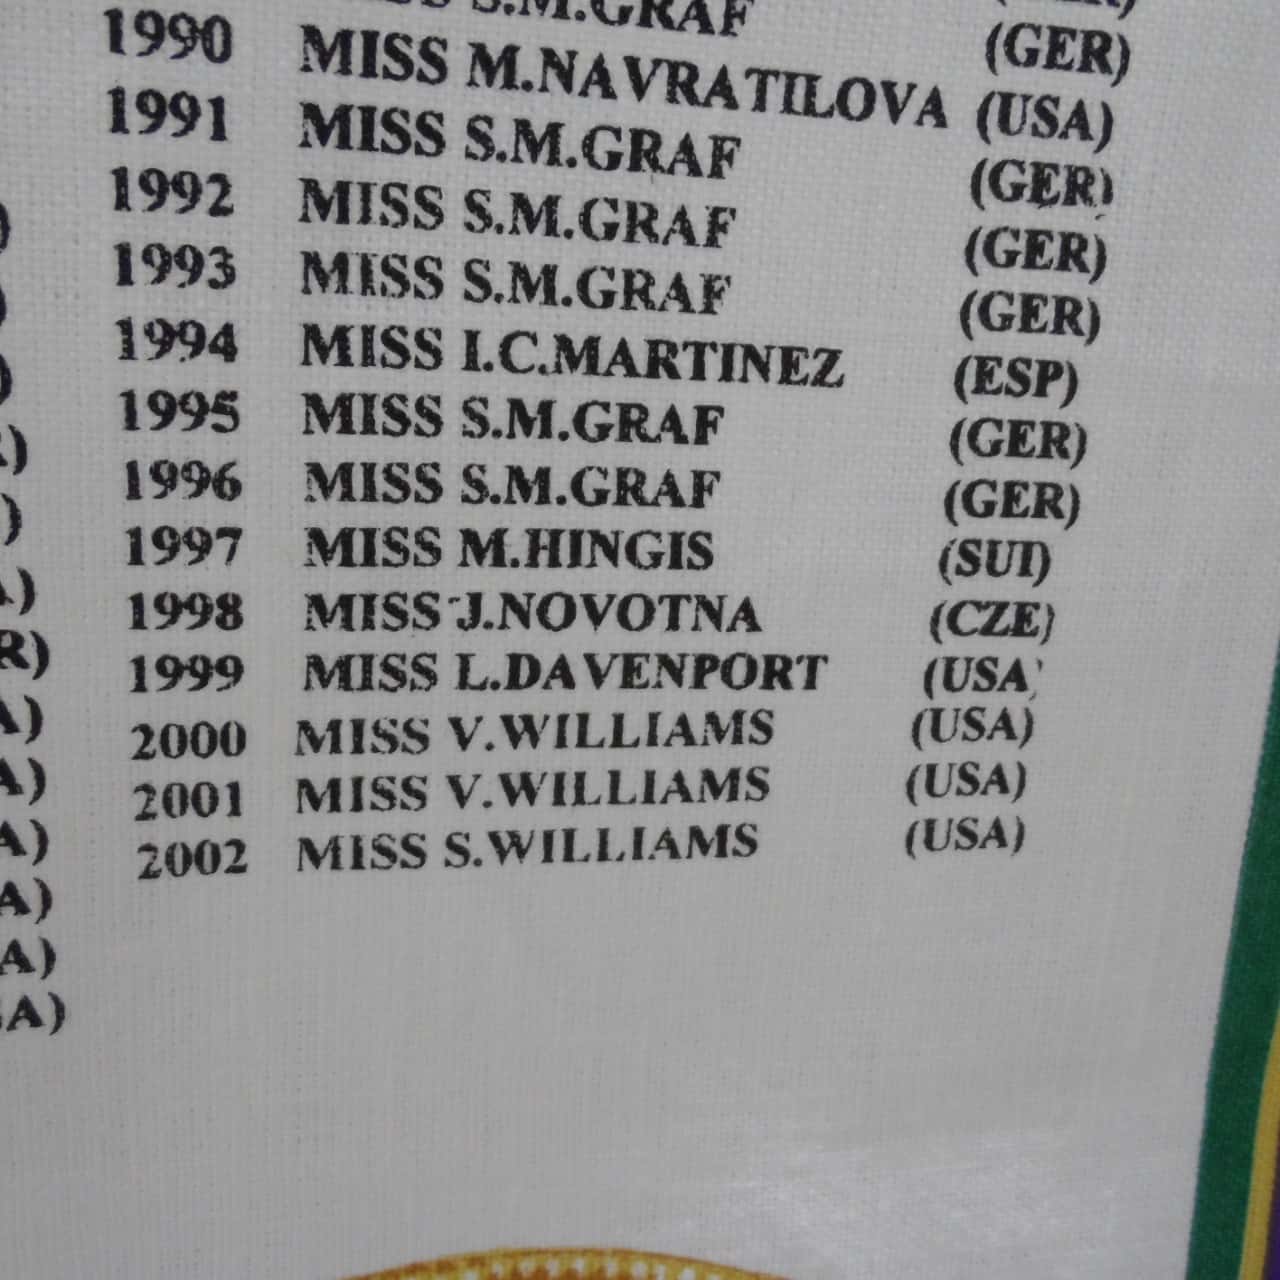 S.M.GRAF (GER)
1990 MISS M.NAVRATILOVA (USA)
1991 MISS S.M.GRAF (GER)
1992 MISS S.M.GRAF (GER)
1993 MISS S.M.GRAF (GER)
1994 MISS I.C.MARTINEZ (ESP)
1995 MISS S.M.GRAF (GER)
1996 MISS S.M.GRAF (GER)
1997 MISS M.HINGIS (SUI)
1998 MISS J.NOVOTNA (CZE)
1999 MISS L.DAVENPORT (USA)
2000 MISS V.WILLIAMS (USA)
2001 MISS V.WILLIAMS (USA)
2002 MISS S.WILLIAMS (USA)